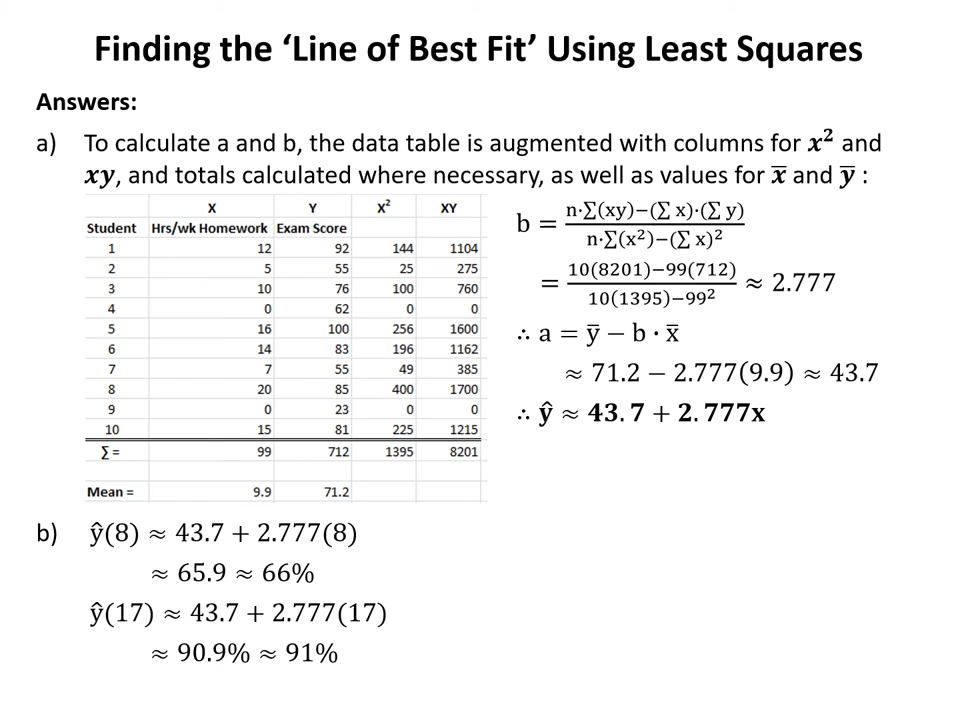 Finding the ‘Line of Best Fit’ Using Least Squares
Answers:
a) To calculate a and b, the data table is augmented with columns for x² and
xy, and totals calculated where necessary, as well as values for x̅ and y̅ :
X Y X² XY
Student Hrs/wk Homework Exam Score
1 12 92 144 1104
2 5 55 25 275
3 10 76 100 760
4 0 62 0 0
5 16 100 256 1600
6 14 83 196 1162
7 7 55 49 385
8 20 85 400 1700
9 0 23 0 0
10 15 81 225 1215
∑ = 99 712 1395 8201
Mean = 9.9 71.2
b = n·∑(xy)−(∑ x)·(∑ y) / n·∑(x²)−(∑ x)²
= 10(8201)−99(712) / 10(1395)−99² ≈ 2.777
∴ a = y̅ − b · x̅
≈ 71.2 − 2.777(9.9) ≈ 43.7
∴ ŷ ≈ 43.7 + 2.777x
b) ŷ(8) ≈ 43.7 + 2.777(8)
≈ 65.9 ≈ 66%
ŷ(17) ≈ 43.7 + 2.777(17)
≈ 90.9% ≈ 91%